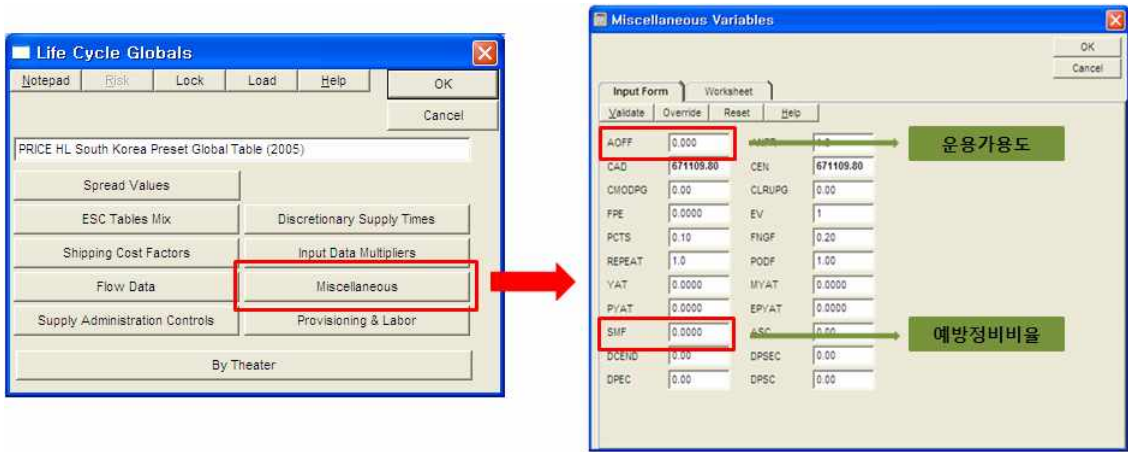 Life Cycle Globals
Notepad Risk Lock Load Help OK
Cancel
PRICE HL South Korea Preset Global Table (2005)
Spread Values
ESC Tables Mix Discretionary Supply Times
Shipping Cost Factors Input Data Multipliers
Flow Data Miscellaneous
Supply Administration Controls Provisioning & Labor
By Theater
Miscellaneous Variables
OK
Cancel
Input Form Worksheet
Validate Override Reset Help
AOFF 0.000 운용가용도
CAD 671109.80 CEN 671109.80
CMODPG 0.00 CLRUPG 0.00
FPE 0.0000 EV 1
PCTS 0.10 FNGF 0.20
REPEAT 1.0 PODF 1.00
YAT 0.0000 MYAT 0.0000
PYAT 0.0000 EPYAT 0.0000
SMF 0.0000 ASC 0.00 예방정비비율
DCEND 0.00 DPSEC 0.00
DPEC 0.00 DPSC 0.00